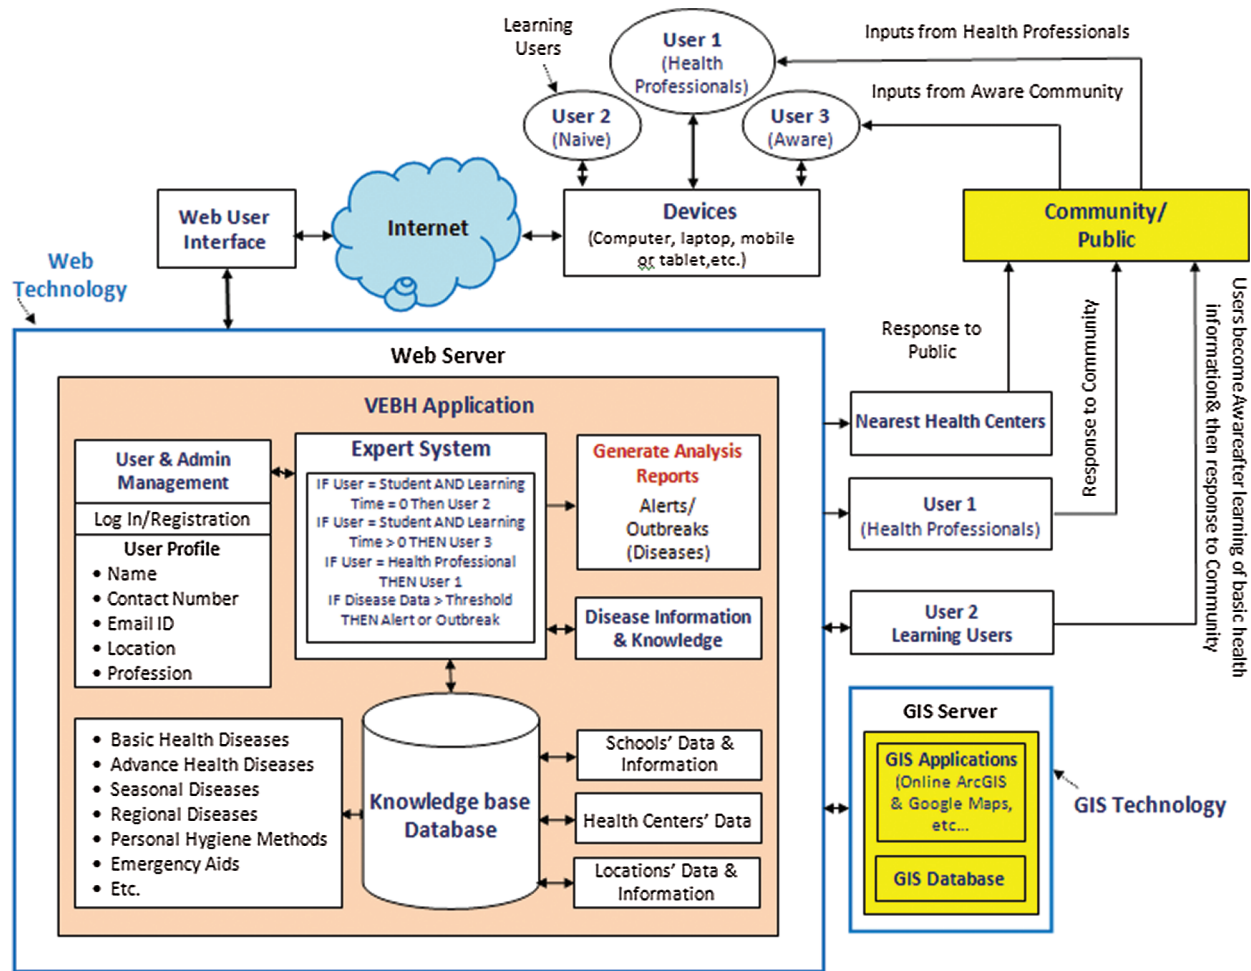 Learning
Users
User 1
(Health
Professionals)
Inputs from Health Professionals
Inputs from Aware Community
User 2
(Naive)
User 3
(Aware)
Web User
Interface
Internet
Devices
(Computer, laptop, mobile
or tablet,etc.)
Community/
Public
Web
Technology
Response to
Public
Response to Community
Users become Awareafter learning of basic health
information& then response to Community
Web Server
VEBH Application
User & Admin
Management
Log In/Registration
User Profile
• Name
• Contact Number
• Email ID
• Location
• Profession
Expert System
IF User = Student AND Learning
Time = 0 Then User 2
IF User = Student AND Learning
Time > 0 THEN User 3
IF User = Health Professional
THEN User 1
IF Disease Data > Threshold
THEN Alert or Outbreak
Generate Analysis
Reports
Alerts/
Outbreaks
(Diseases)
Disease Information
& Knowledge
Nearest Health Centers
User 1
(Health Professionals)
User 2
Learning Users
• Basic Health Diseases
• Advance Health Diseases
• Seasonal Diseases
• Regional Diseases
• Personal Hygiene Methods
• Emergency Aids
• Etc.
Knowledge base
Database
Schools' Data &
Information
Health Centers' Data
Locations' Data &
Information
GIS Server
GIS Applications
(Online ArcGIS
& Google Maps,
etc...
GIS Database
GIS Technology